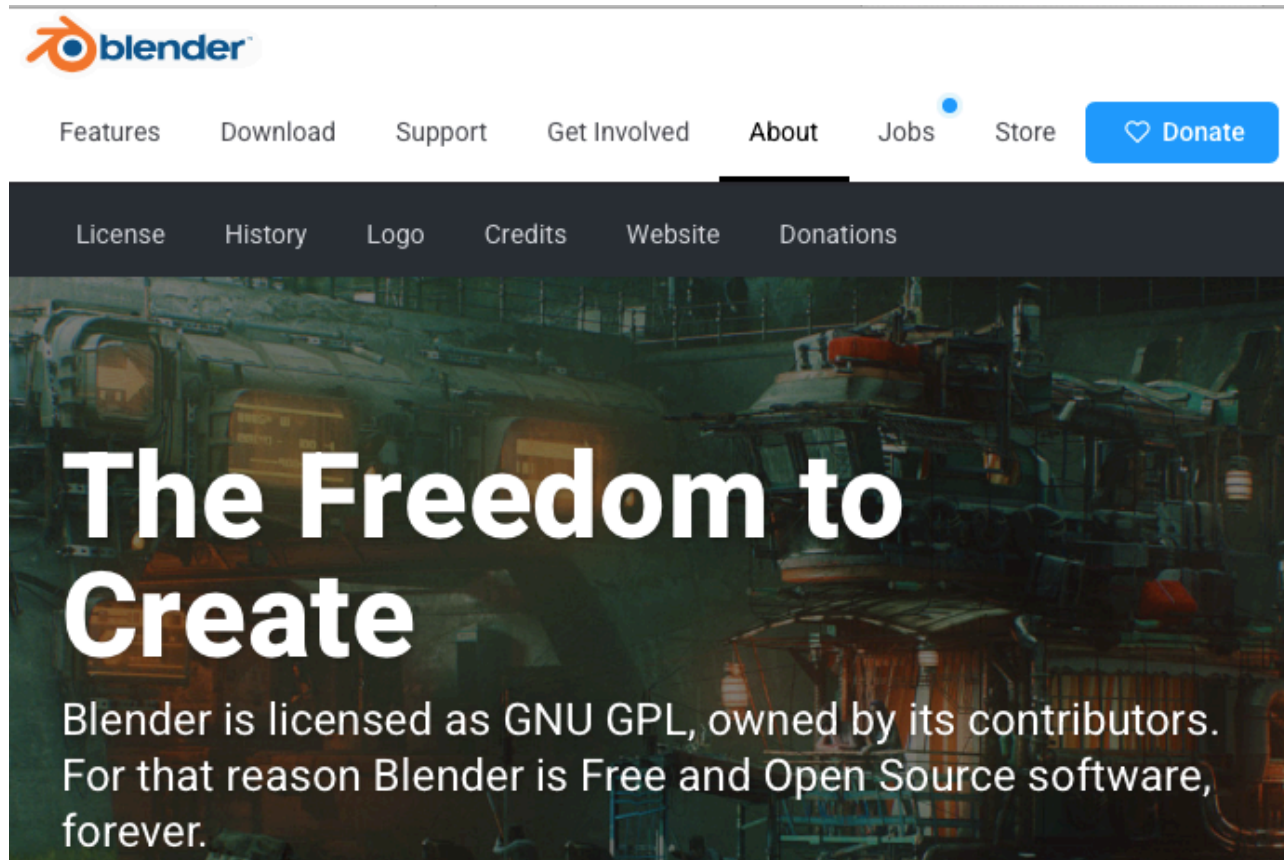 blender™
Features Download Support Get Involved About Jobs Store Donate
License History Logo Credits Website Donations
The Freedom to
Create
Blender is licensed as GNU GPL, owned by its contributors.
For that reason Blender is Free and Open Source software,
forever.